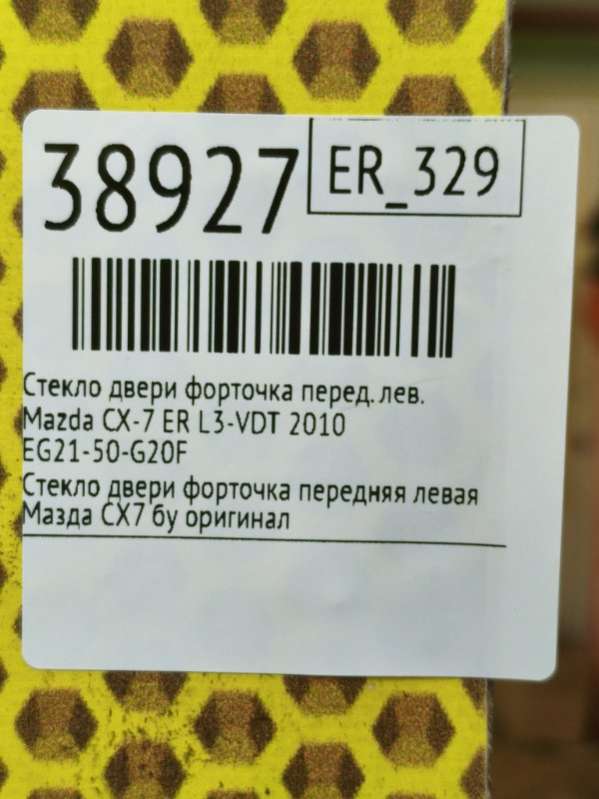 38927
ER_329
Стекло двери форточка перед. лев.
Mazda CX-7 ER L3-VDT 2010
EG21-50-G20F
Стекло двери форточка передняя левая
Мазда СХ7 бу оригинал